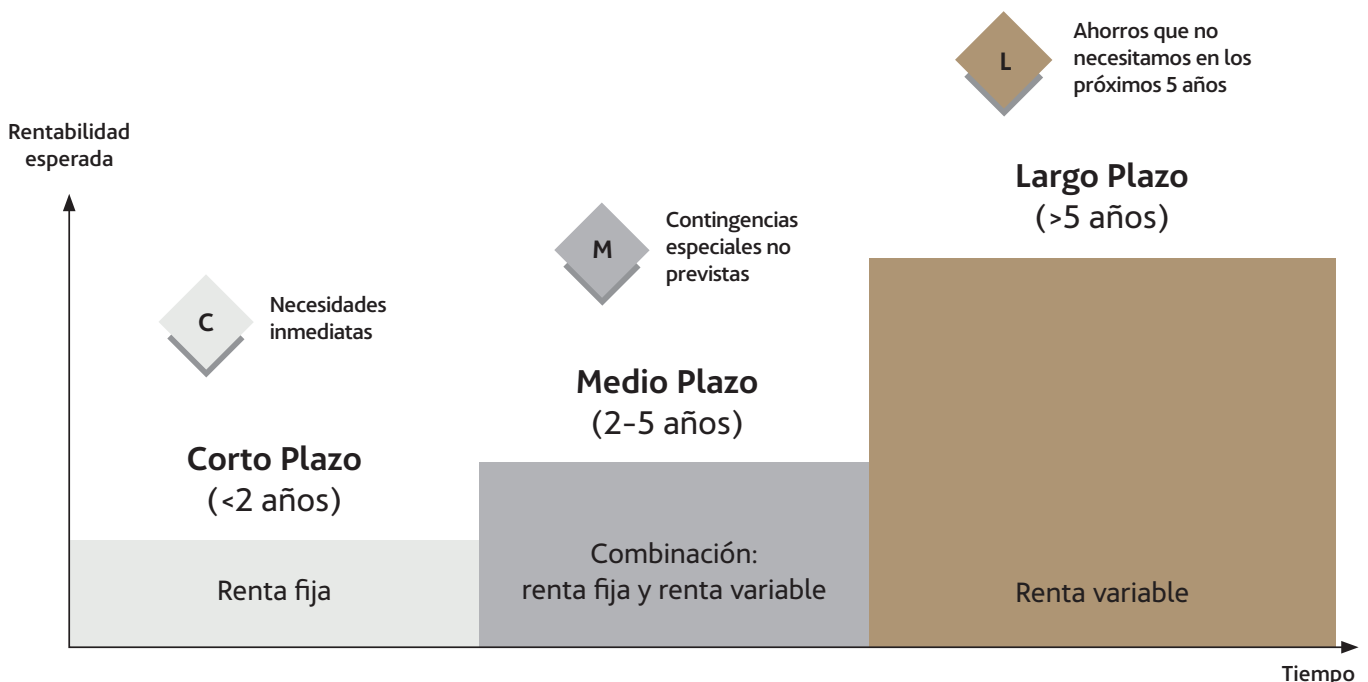 Rentabilidad
esperada
C
Necesidades
inmediatas
Corto Plazo
(<2 años)
Renta fija
M
Contingencias
especiales no
previstas
Medio Plazo
(2-5 años)
Combinación:
renta fija y renta variable
L
Ahorros que no
necesitamos en los
próximos 5 años
Largo Plazo
(>5 años)
Renta variable
Tiempo